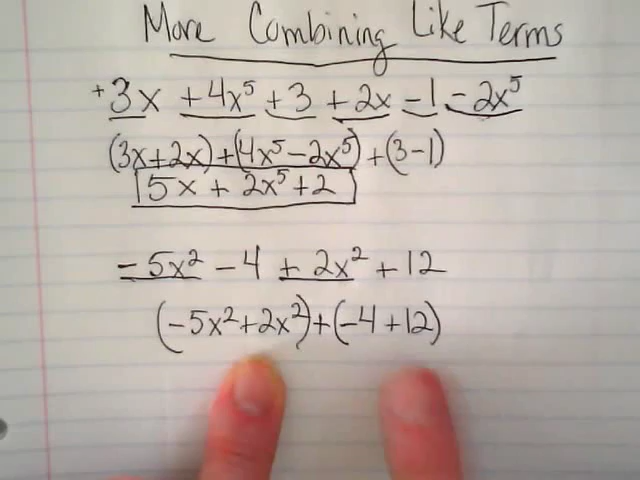 More Combining Like Terms
+3x + 4x⁵ + 3 + 2x - 1 - 2x⁵
(3x+2x)+(4x⁵-2x⁵)+(3-1)
5x + 2x⁵ + 2
- 5x² - 4 + 2x² + 12
(-5x²+2x²)+(-4+12)